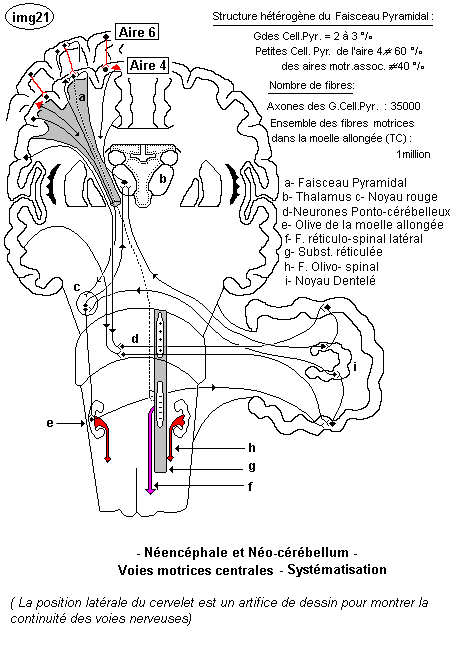 img21
Aire 6
Aire 4
Structure hétérogène du Faisceau Pyramidal :
Gdes Cell.Pyr. = 2 à 3 °/o
Petites Cell. Pyr. de l'aire 4 ≠ 60 °/o
des aires motr.assoc. ≠ 40 °/o
Nombre de fibres:
Axones des G.Cell.Pyr. : 35000
Ensemble des fibres motrices
dans la moelle allongée (TC) :
1million
a
b
a- Faisceau Pyramidal
b- Thalamus c- Noyau rouge
d-Neurones Ponto-cérébelleux
e- Olive de la moelle allongée
f- F. réticulo-spinal latéral
g- Subst. réticulée
h- F. Olivo- spinal
i- Noyau Dentelé
c
d
i
e
h
g
f
- Néencéphale et Néo-cérébellum -
Voies motrices centrales - Systématisation
( La position latérale du cervelet est un artifice de dessin pour montrer la
continuité des voies nerveuses)